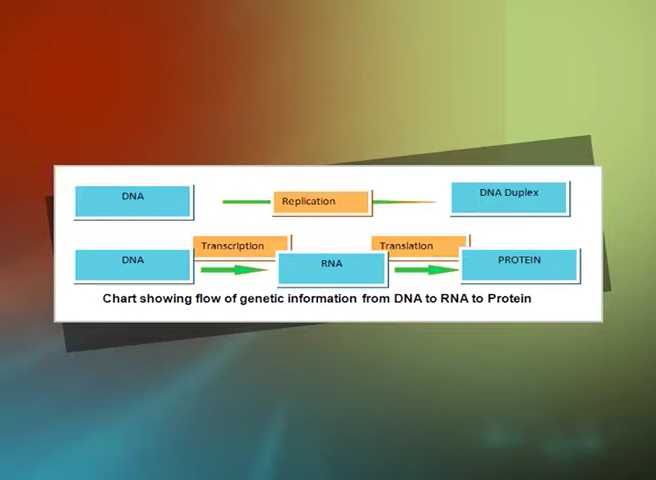 DNA
Replication
DNA Duplex
DNA
Transcription
RNA
Translation
PROTEIN
Chart showing flow of genetic information from DNA to RNA to Protein